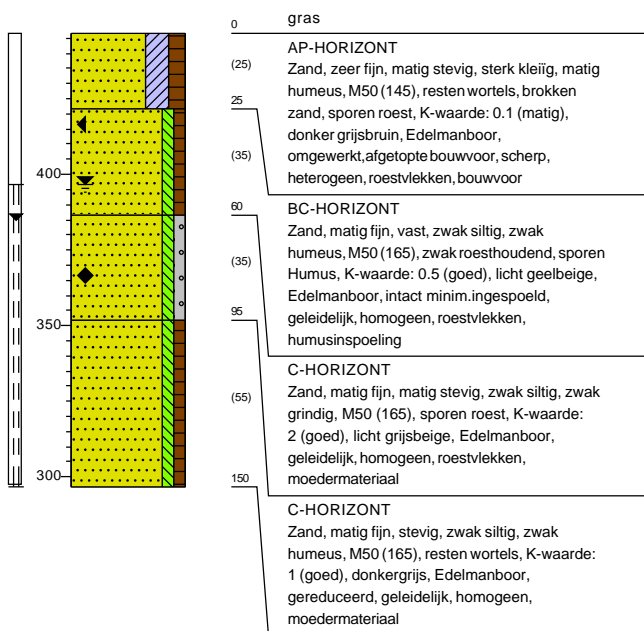 0
gras
(25)
AP-HORIZONT
Zand, zeer fijn, matig stevig, sterk kleiïg, matig
humeus, M50 (145), resten wortels, brokken
zand, sporen roest, K-waarde: 0.1 (matig),
donker grijsbruin, Edelmanboor,
omgewerkt,afgetopte bouwvoor, scherp,
heterogeen, roestvlekken, bouwvoor
25
(35)
400
60
BC-HORIZONT
Zand, matig fijn, vast, zwak siltig, zwak
humeus, M50 (165), zwak roesthoudend, sporen
Humus, K-waarde: 0.5 (goed), licht geelbeige,
Edelmanboor, intact minim.ingespoeld,
geleidelijk, homogeen, roestvlekken,
humusinspoeling
(35)
95
350
C-HORIZONT
Zand, matig fijn, matig stevig, zwak siltig, zwak
grindig, M50 (165), sporen roest, K-waarde:
2 (goed), licht grijsbeige, Edelmanboor,
geleidelijk, homogeen, roestvlekken,
moedermateriaal
(55)
300
150
C-HORIZONT
Zand, matig fijn, stevig, zwak siltig, zwak
humeus, M50 (165), resten wortels, K-waarde:
1 (goed), donkergrijs, Edelmanboor,
gereduceerd, geleidelijk, homogeen,
moedermateriaal